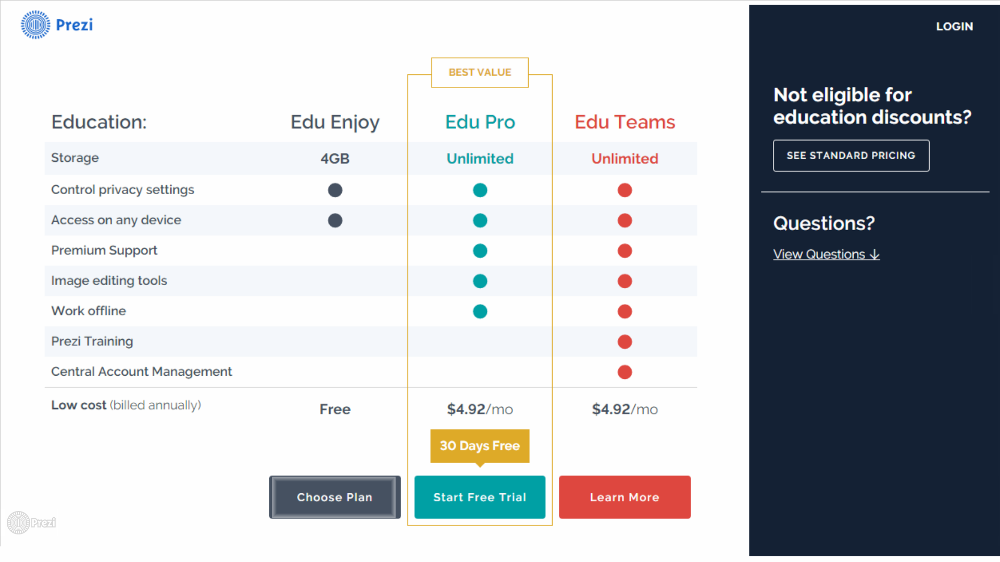 Prezi
LOGIN
BEST VALUE
Not eligible for
education discounts?
SEE STANDARD PRICING
Questions?
View Questions ↓
Education: Edu Enjoy Edu Pro Edu Teams
Storage 4GB Unlimited Unlimited
Control privacy settings
Access on any device
Premium Support
Image editing tools
Work offline
Prezi Training
Central Account Management
Low cost (billed annually) Free $4.92/mo $4.92/mo
30 Days Free
Choose Plan Start Free Trial Learn More
Prezi